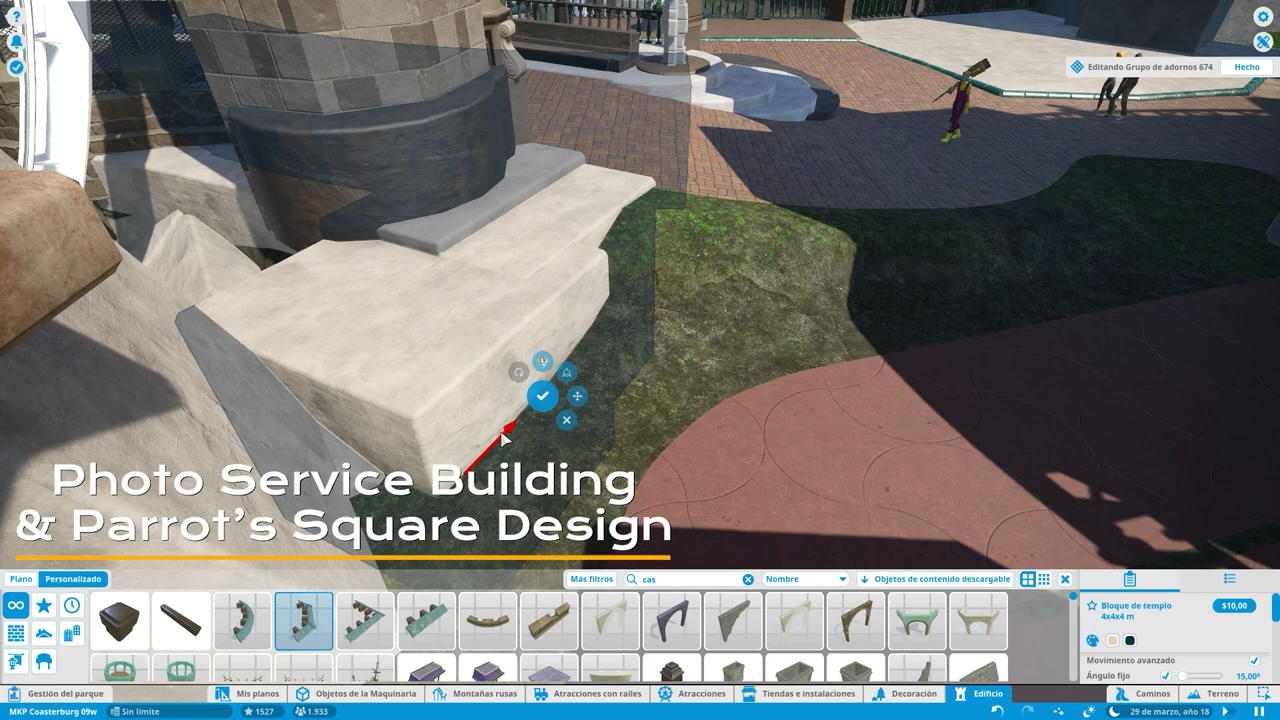 Editando Grupo de adornos 674
Hecho
Photo Service Building
& Parrot's Square Design
Plano
Personalizado
Más filtros
cas
Nombre
Objetos de contenido descargable
Bloque de templo
4x4x4 m
$10,00
Movimiento avanzado
Ángulo fijo
15,00°
Gestión del parque
Mis planos
Objetos de la Maquinaria
Montañas rusas
Atracciones con railes
Atracciones
Tiendas e instalaciones
Decoración
Edificio
Caminos
Terreno
MKP Coasterburg 09w
Sin límite
1527
1.933
29 de marzo, año 18